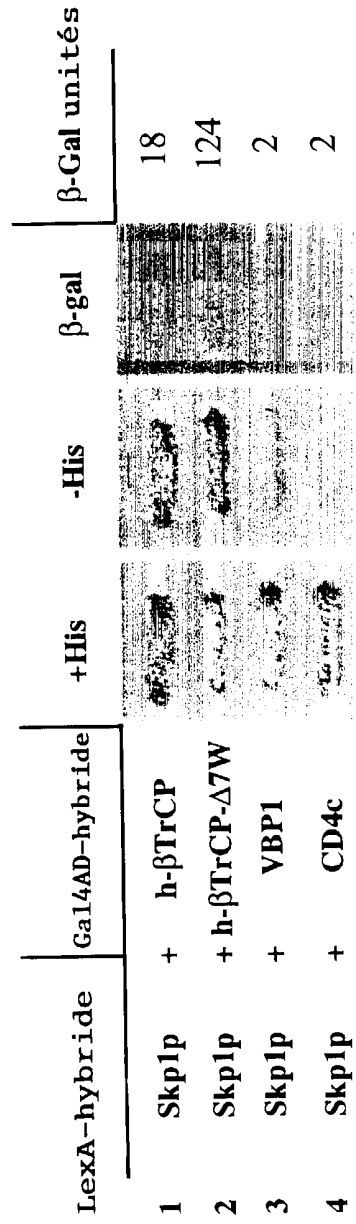 LexA-hybride Gal4AD-hybride +His -His β-gal β-Gal unités
1 Skp1p + h-βTrCP 18
2 Skp1p + h-βTrCP-Δ7W 124
3 Skp1p + VBP1 2
4 Skp1p + CD4c 2